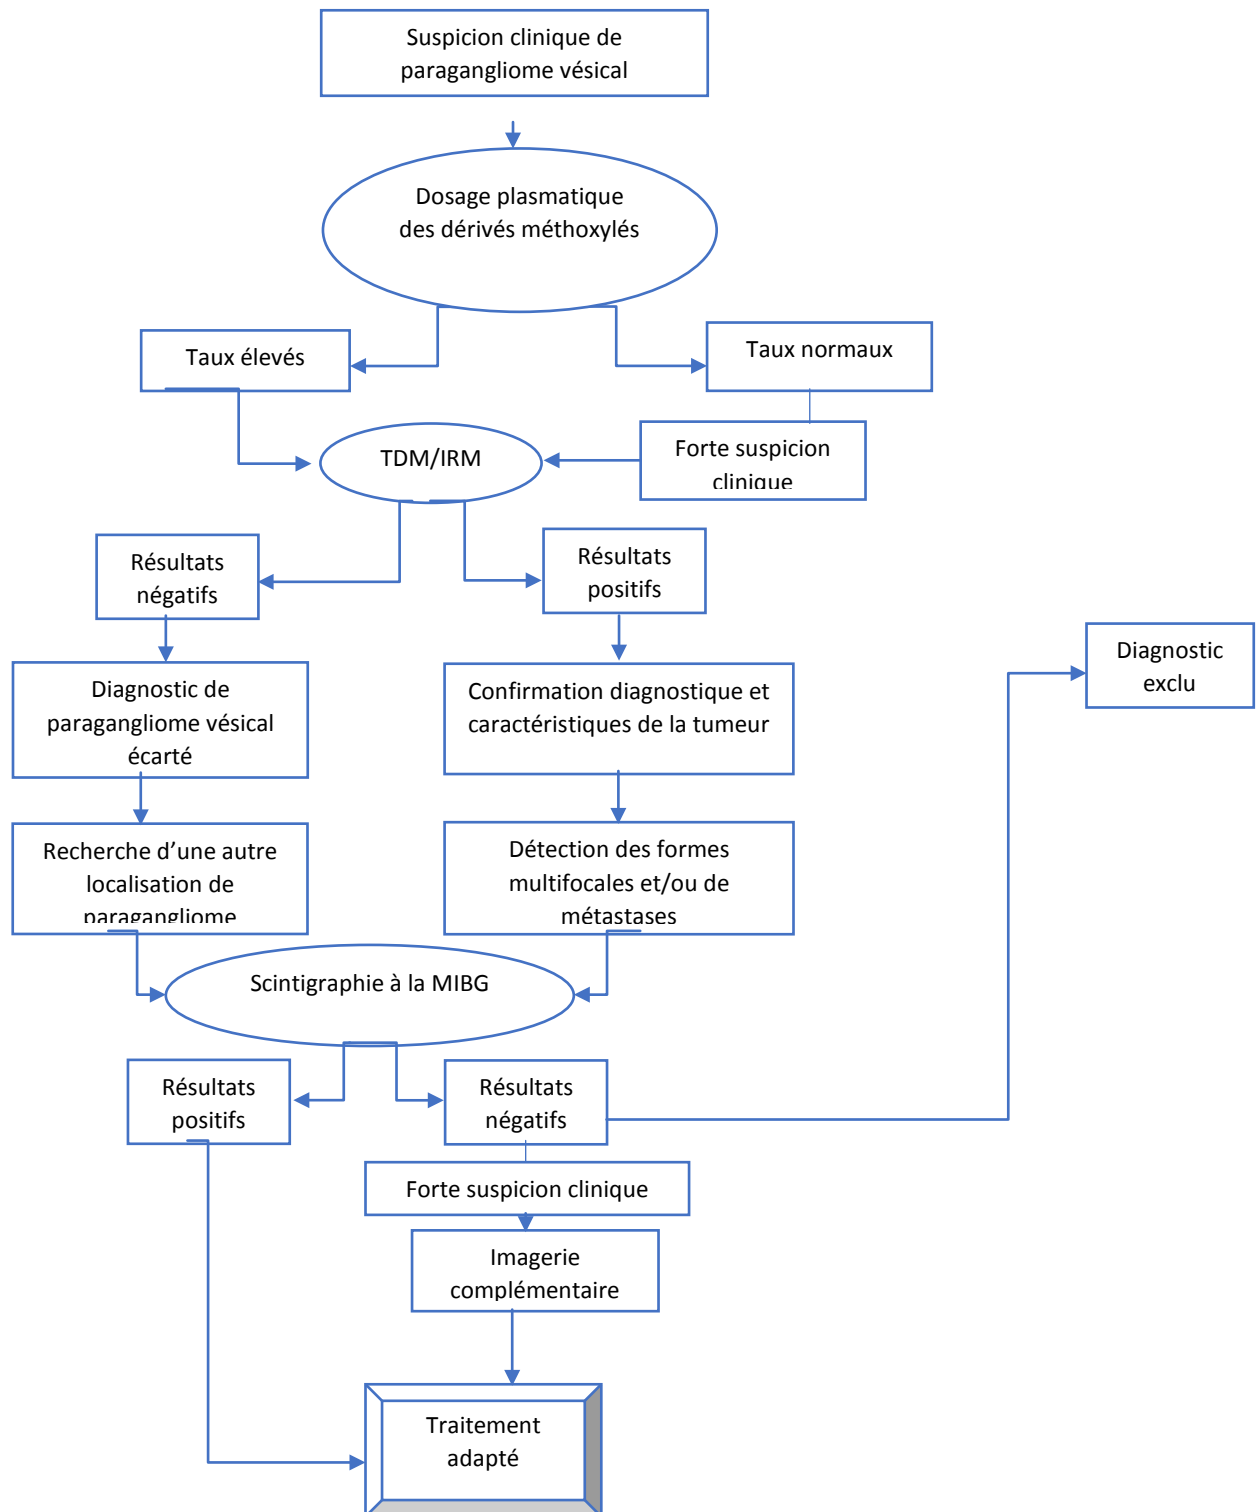 Suspicion clinique de
paragangliome vésical
Dosage plasmatique
des dérivés méthoxylés
Taux élevés
Taux normaux
Forte suspicion
clinique
TDM/IRM
Résultats
négatifs
Résultats
positifs
Diagnostic de
paragangliome vésical
écarté
Confirmation diagnostique et
caractéristiques de la tumeur
Diagnostic
exclu
Recherche d’une autre
localisation de
paragangliome
Détection des formes
multifocales et/ou de
métastases
Scintigraphie à la MIBG
Résultats
positifs
Résultats
négatifs
Forte suspicion clinique
Imagerie
complémentaire
Traitement
adapté